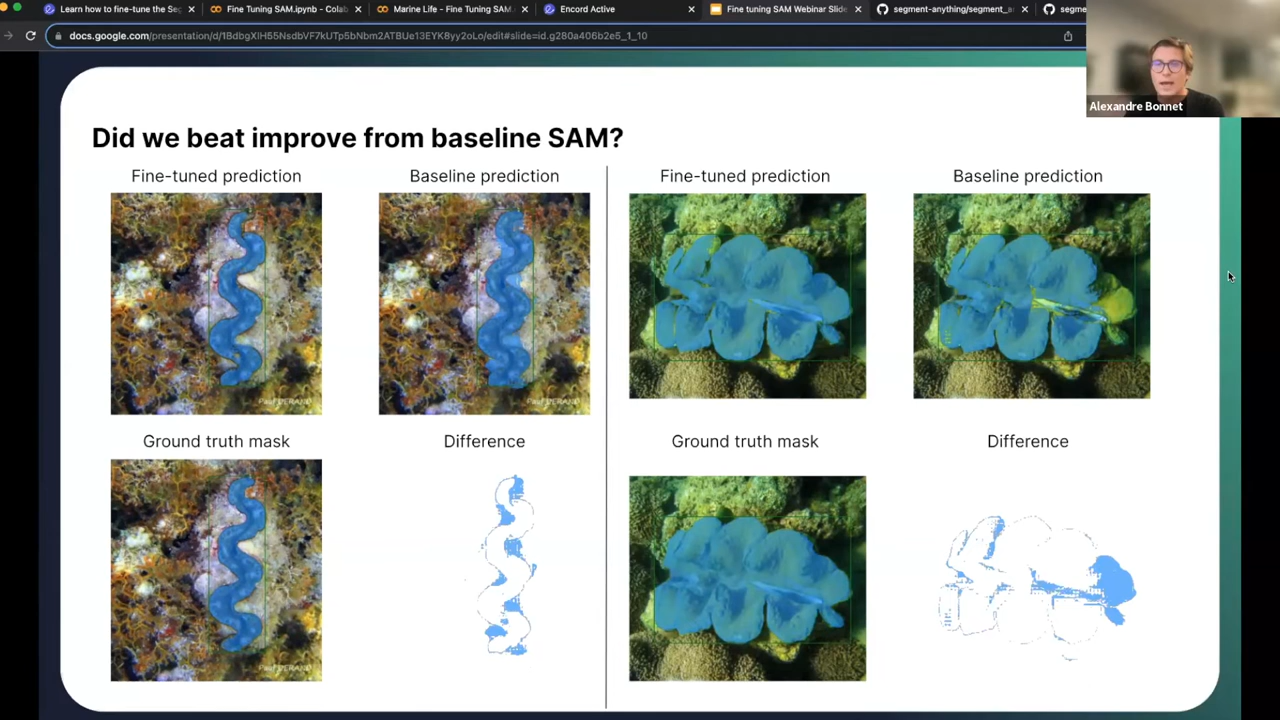 Learn how to fine-tune the Seg
Fine Tuning SAM.ipynb - Colab
Marine Life - Fine Tuning SAM.
Encord Active
Fine tuning SAM Webinar Slide
segment-anything/segment_a
segme
docs.google.com/presentation/d/1BdbgXlH55NsdbVF7kUTp5bNbm2ATBUe13EYK8yy2oLo/edit#slide=id.g280a406b2e5_1_10
Alexandre Bonnet
Did we beat improve from baseline SAM?
Fine-tuned prediction
Baseline prediction
Fine-tuned prediction
Baseline prediction
Ground truth mask
Difference
Ground truth mask
Difference